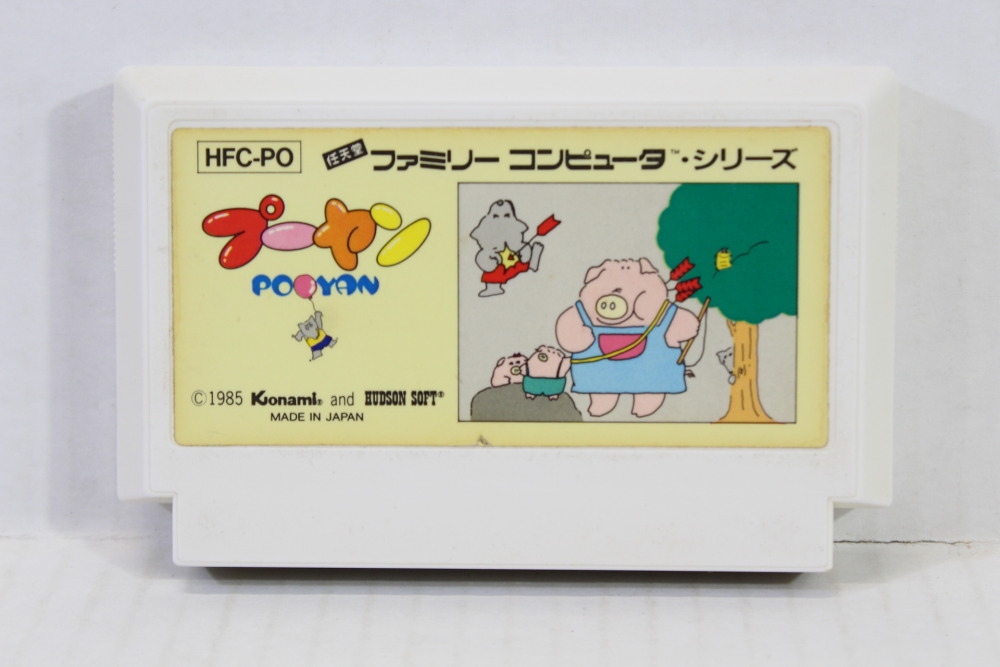 HFC-PO
任天堂 ファミリー コンピュータ™・シリーズ
プーヤン
POOYAN
©1985 Konami® and HUDSON SOFT®
MADE IN JAPAN